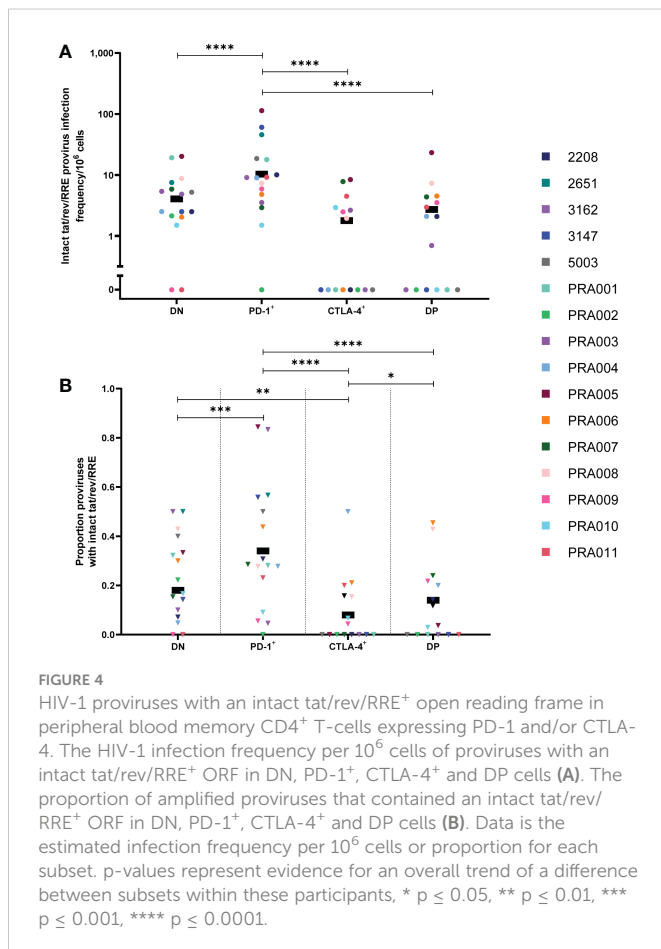 A
****
****
****
Intact tat/rev/RRE provirus infection
frequency/10⁶ cells
1,000
100
10
1
0
DN
PD-1⁺
CTLA-4⁺
DP
B
****
****
**
*
***
Proportion proviruses
with intact tat/rev/RRE
1.0
0.8
0.6
0.4
0.2
0.0
DN
PD-1⁺
CTLA-4⁺
DP
2208
2651
3162
3147
5003
PRA001
PRA002
PRA003
PRA004
PRA005
PRA006
PRA007
PRA008
PRA009
PRA010
PRA011
FIGURE 4
HIV-1 proviruses with an intact tat/rev/RRE⁺ open reading frame in
peripheral blood memory CD4⁺ T-cells expressing PD-1 and/or CTLA-
4. The HIV-1 infection frequency per 10⁶ cells of proviruses with an
intact tat/rev/RRE⁺ ORF in DN, PD-1⁺, CTLA-4⁺ and DP cells (A). The
proportion of amplified proviruses that contained an intact tat/rev/
RRE⁺ ORF in DN, PD-1⁺, CTLA-4⁺ and DP cells (B). Data is the
estimated infection frequency per 10⁶ cells or proportion for each
subset. p-values represent evidence for an overall trend of a difference
between subsets within these participants, * p ≤ 0.05, ** p ≤ 0.01, ***
p ≤ 0.001, **** p ≤ 0.0001.